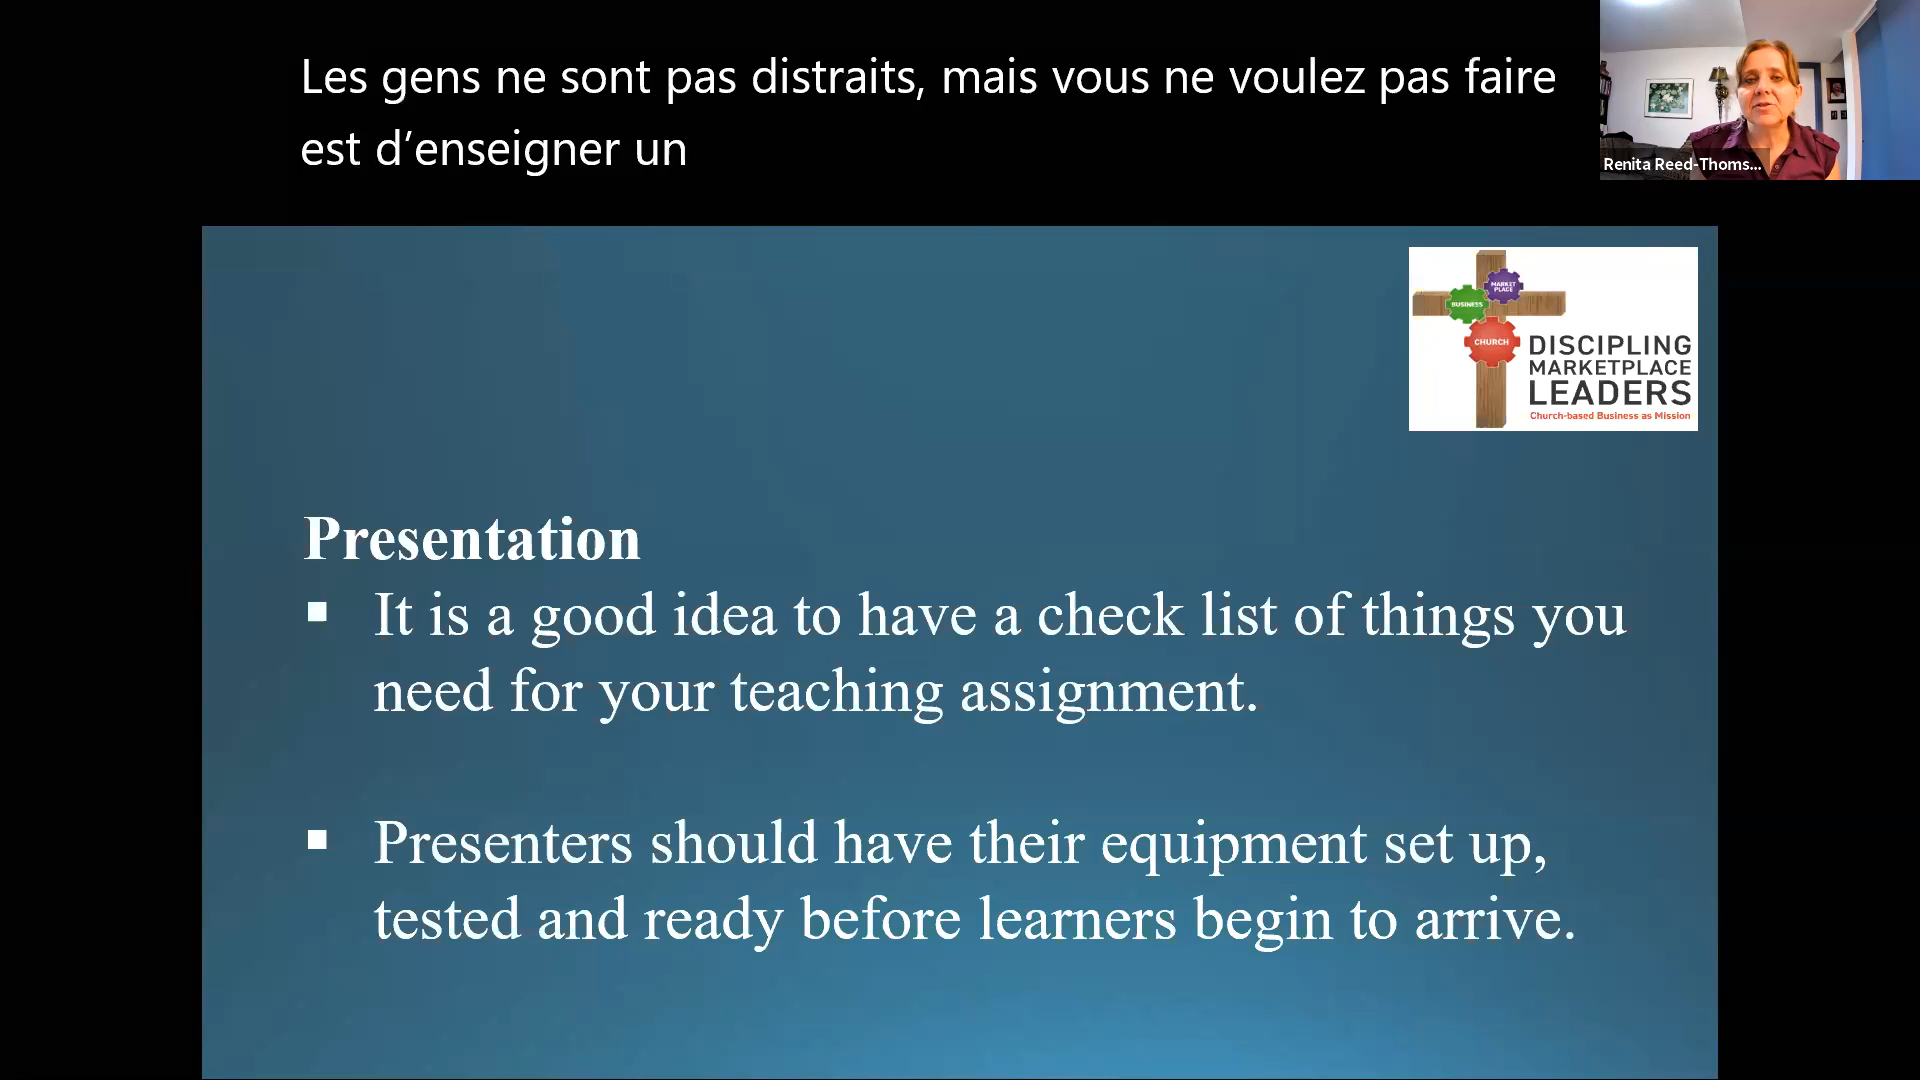 Les gens ne sont pas distraits, mais vous ne voulez pas faire
est d’enseigner un
Renita Reed-Thoms...
MARKET
PLACE
BUSINESS
CHURCH
DISCIPLING
MARKETPLACE
LEADERS
Church-based Business as Mission
Presentation
▪ It is a good idea to have a check list of things you
need for your teaching assignment.
▪ Presenters should have their equipment set up,
tested and ready before learners begin to arrive.